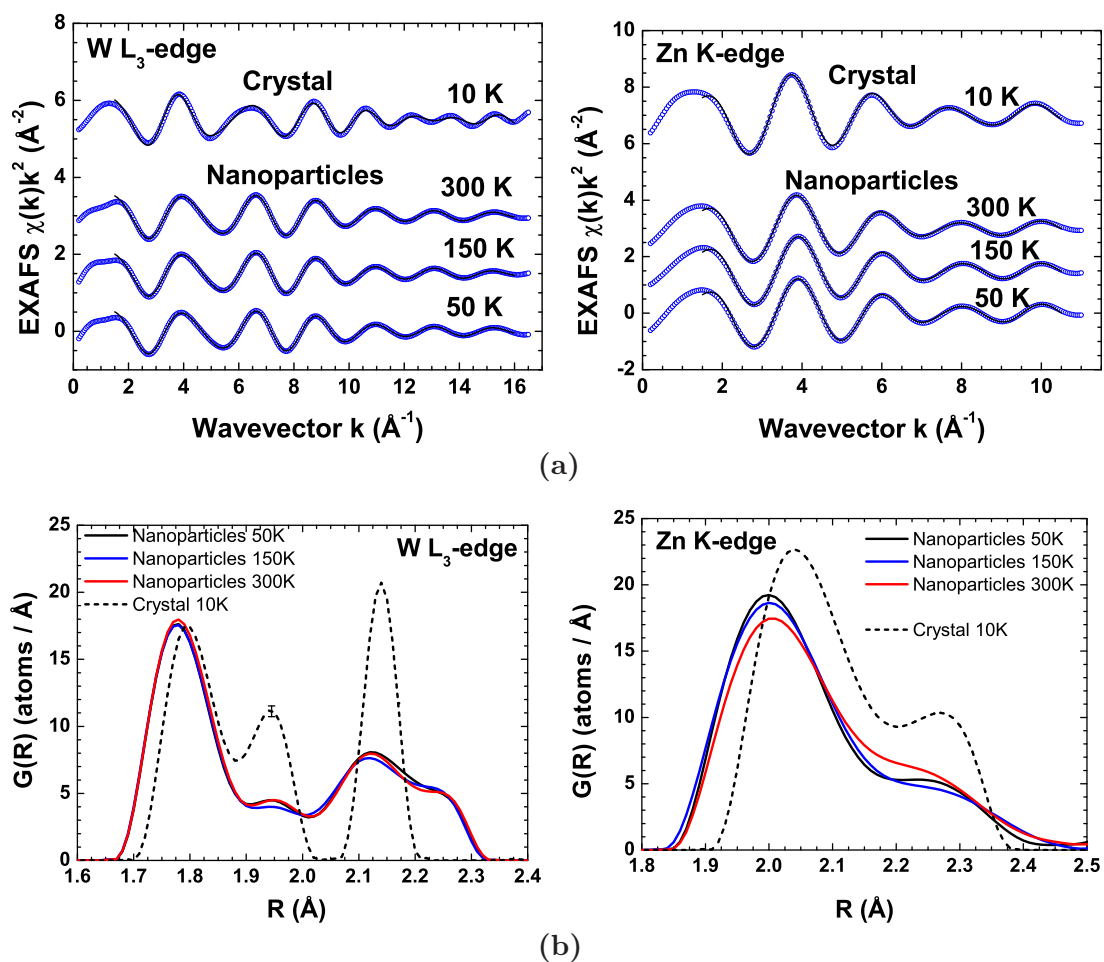 W L₃-edge
Crystal
10 K
Nanoparticles
300 K
150 K
50 K
EXAFS χ(k)k² (Å⁻²)
8
6
4
2
0
0 2 4 6 8 10 12 14 16
Wavevector k (Å⁻¹)
Zn K-edge
Crystal
10 K
Nanoparticles
300 K
150 K
50 K
EXAFS χ(k)k² (Å⁻²)
10
8
6
4
2
0
-2
0 2 4 6 8 10
Wavevector k (Å⁻¹)
(a)
W L₃-edge
Nanoparticles 50K
Nanoparticles 150K
Nanoparticles 300K
Crystal 10K
G(R) (atoms / Å)
25
20
15
10
5
0
1.6 1.7 1.8 1.9 2.0 2.1 2.2 2.3 2.4
R (Å)
Zn K-edge
Nanoparticles 50K
Nanoparticles 150K
Nanoparticles 300K
Crystal 10K
G(R) (atoms / Å)
25
20
15
10
5
0
1.8 1.9 2.0 2.1 2.2 2.3 2.4 2.5
R (Å)
(b)